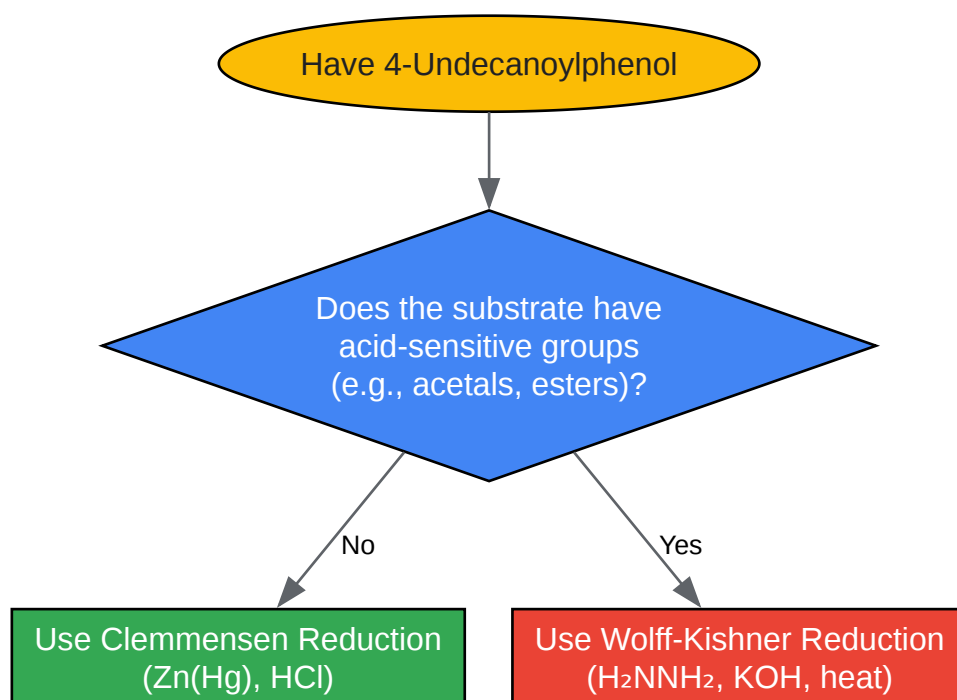 Have 4-Undecanoylphenol
Does the substrate have
acid-sensitive groups
(e.g., acetals, esters)?
No
Yes
Use Clemmensen Reduction
(Zn(Hg), HCl)
Use Wolff-Kishner Reduction
(H₂NNH₂, KOH, heat)